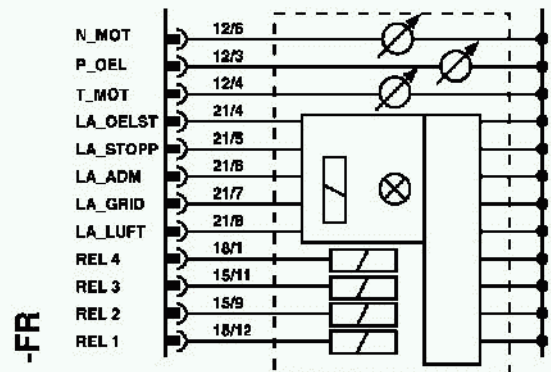 N_MOT 12/6
P_OEL 12/3
T_MOT 12/4
LA_OELST 21/4
LA_STOPP 21/5
LA_ADM 21/6
LA_GRID 21/7
LA_LUFT 21/8
REL 4 18/1
REL 3 15/11
REL 2 15/9
REL 1 18/12
-FR